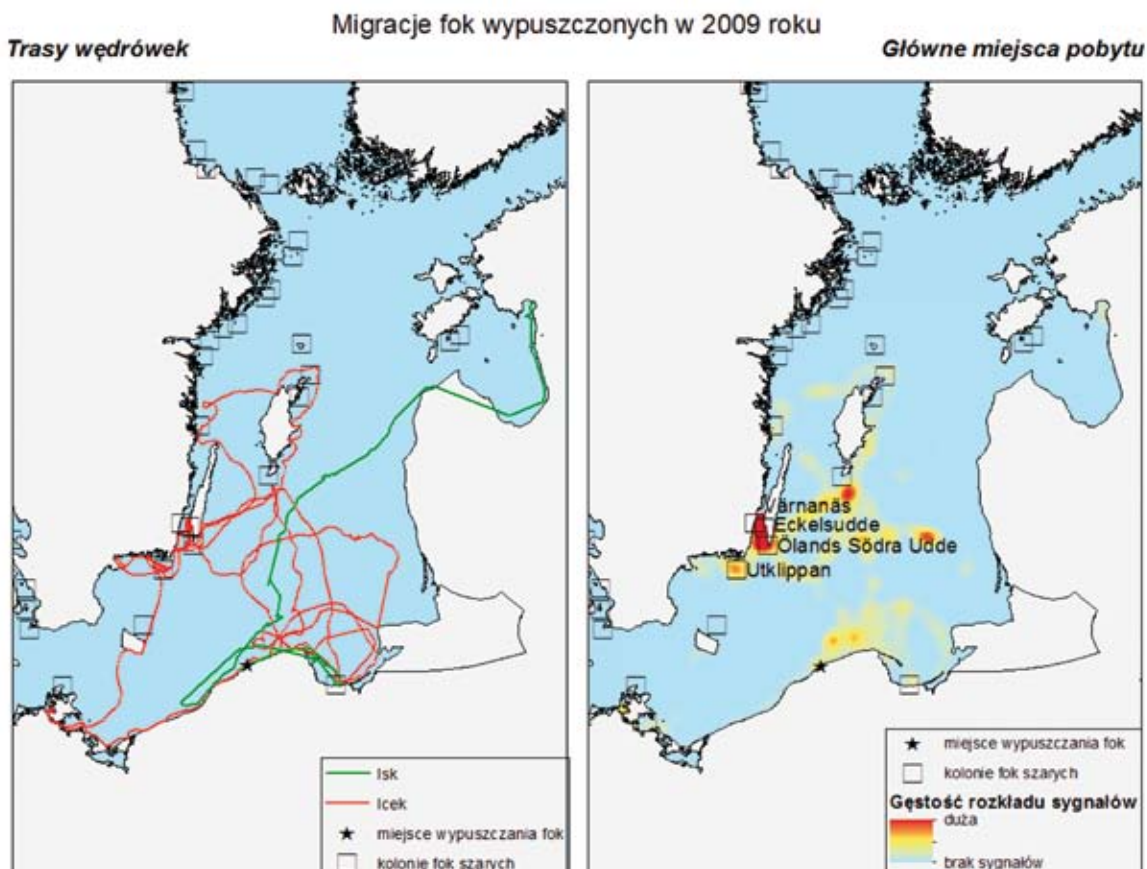 Migracje fok wypuszczonych w 2009 roku
Trasy wędrówek
Główne miejsca pobytu
Isk
Icek
miejsce wypuszczania fok
kolonie fok szarych
Värnanäs
Eckelsudde
Ölands Södra Udde
Utklippan
miejsce wypuszczania fok
kolonie fok szarych
Gęstość rozkładu sygnałów
duża
brak sygnałów